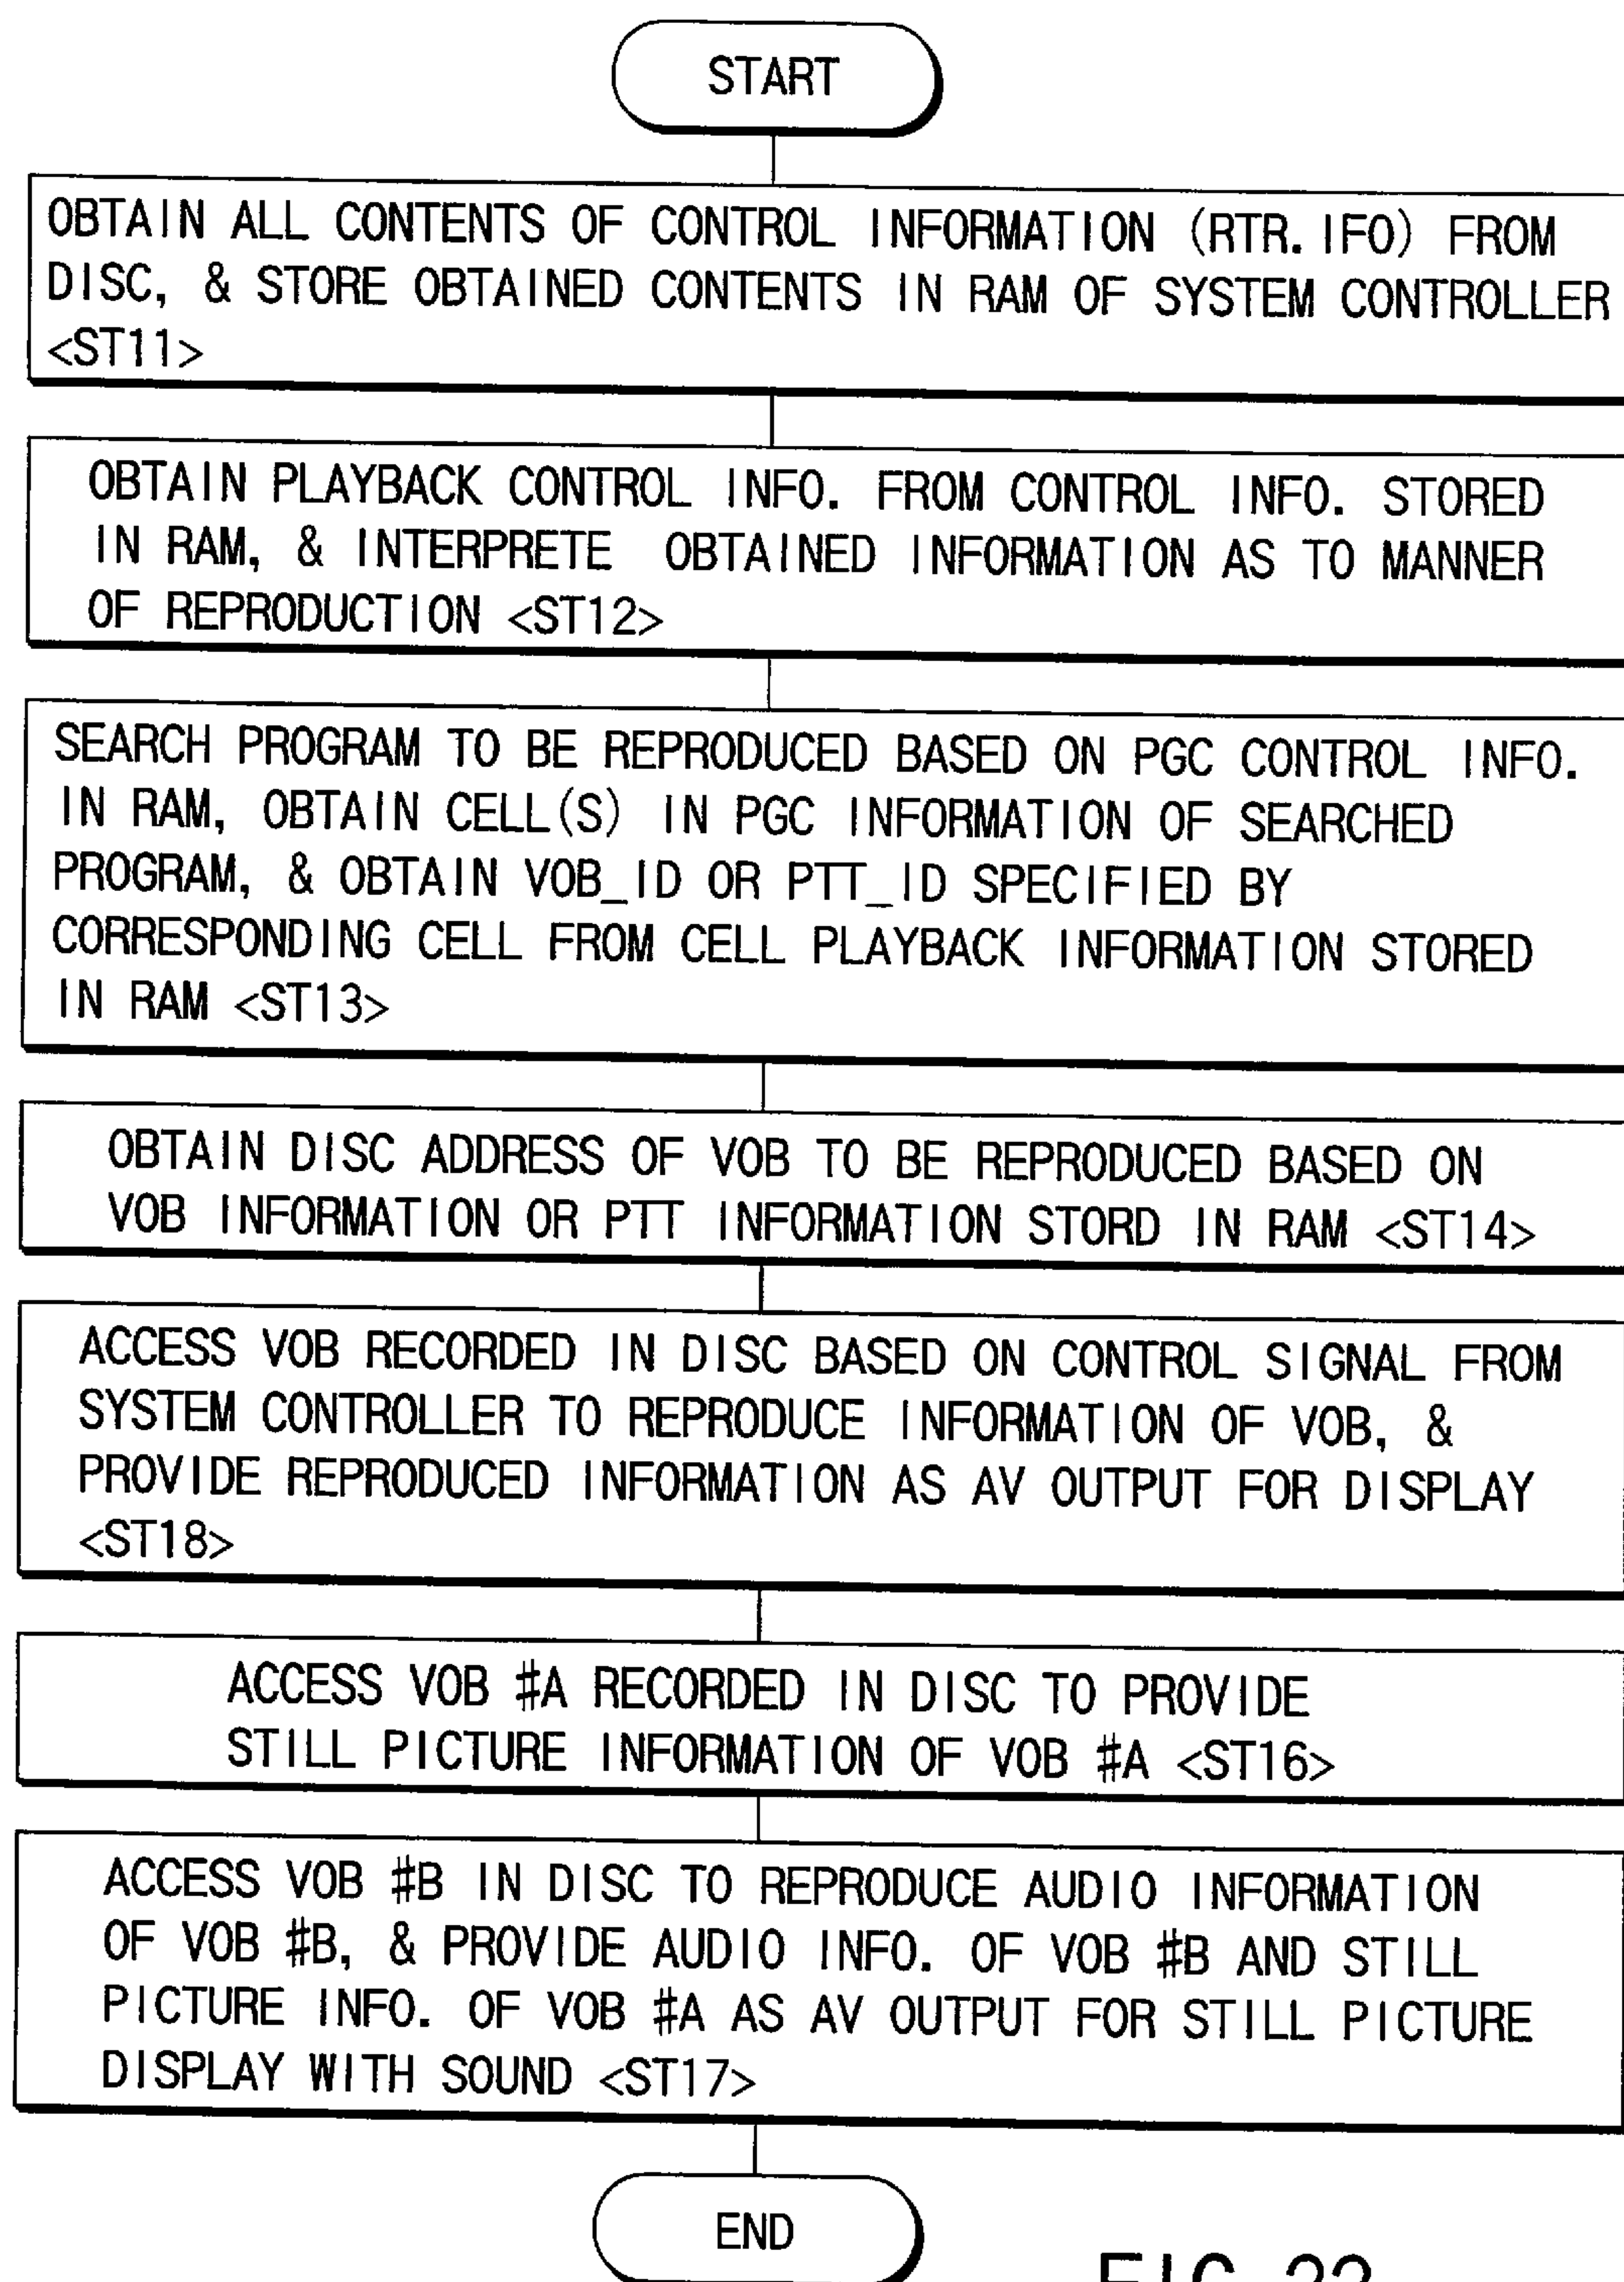 START
OBTAIN ALL CONTENTS OF CONTROL INFORMATION (RTR.IFO) FROM
DISC, & STORE OBTAINED CONTENTS IN RAM OF SYSTEM CONTROLLER
<ST11>
OBTAIN PLAYBACK CONTROL INFO. FROM CONTROL INFO. STORED
IN RAM, & INTERPRETE OBTAINED INFORMATION AS TO MANNER
OF REPRODUCTION <ST12>
SEARCH PROGRAM TO BE REPRODUCED BASED ON PGC CONTROL INFO.
IN RAM, OBTAIN CELL(S) IN PGC INFORMATION OF SEARCHED
PROGRAM, & OBTAIN VOB_ID OR PTT_ID SPECIFIED BY
CORRESPONDING CELL FROM CELL PLAYBACK INFORMATION STORED
IN RAM <ST13>
OBTAIN DISC ADDRESS OF VOB TO BE REPRODUCED BASED ON
VOB INFORMATION OR PTT INFORMATION STORD IN RAM <ST14>
ACCESS VOB RECORDED IN DISC BASED ON CONTROL SIGNAL FROM
SYSTEM CONTROLLER TO REPRODUCE INFORMATION OF VOB, &
PROVIDE REPRODUCED INFORMATION AS AV OUTPUT FOR DISPLAY
<ST18>
ACCESS VOB #A RECORDED IN DISC TO PROVIDE
STILL PICTURE INFORMATION OF VOB #A <ST16>
ACCESS VOB #B IN DISC TO REPRODUCE AUDIO INFORMATION
OF VOB #B, & PROVIDE AUDIO INFO. OF VOB #B AND STILL
PICTURE INFO. OF VOB #A AS AV OUTPUT FOR STILL PICTURE
DISPLAY WITH SOUND <ST17>
END